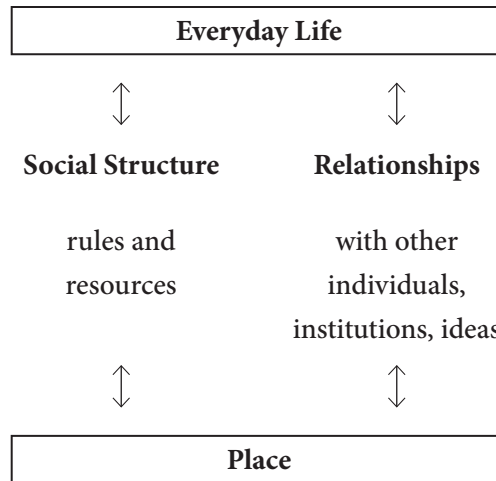 Everyday Life
Social Structure
rules and
resources
Relationships
with other
individuals,
institutions, ideas
Place